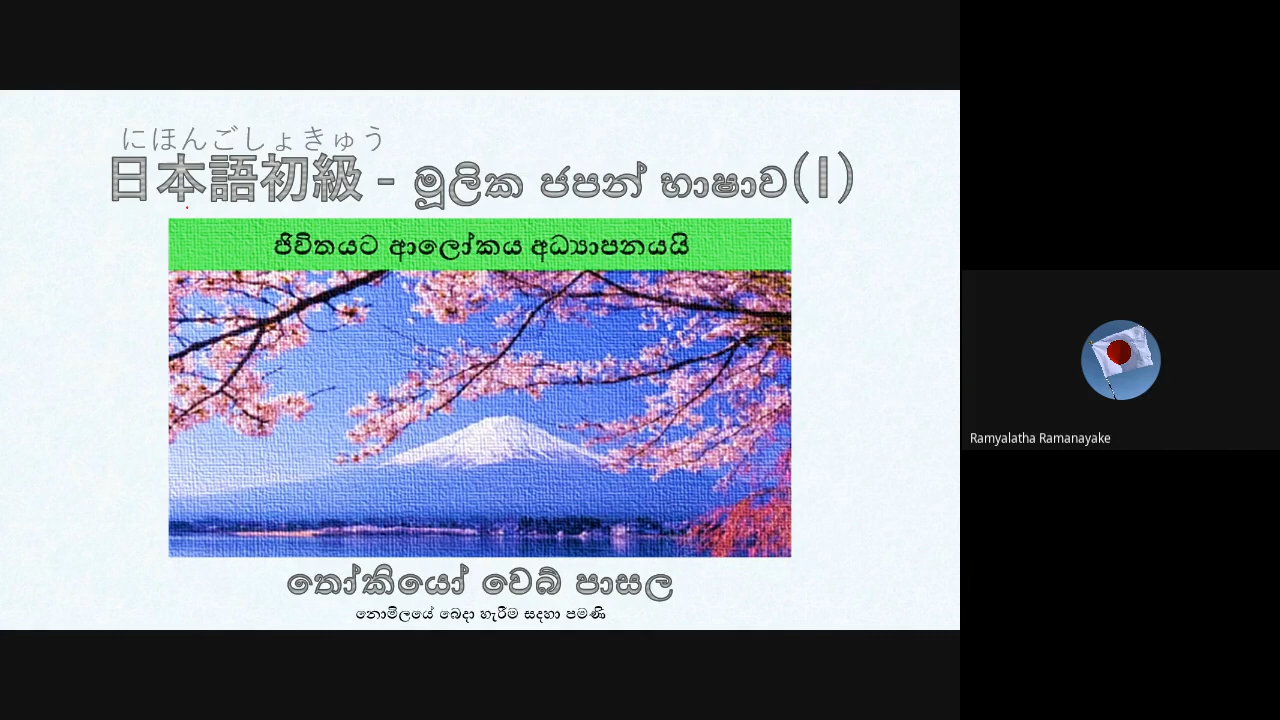 にほんごしょきゅう
日本語初級 - මූලික ජපන් භාෂාව(I)
ජිවිතයට ආලෝකය අධ්‍යාපනයයි
තෝකියෝ වෙබ් පාසල
නොමිලයේ බෙදා හැරීම සදහා පමණි
Ramyalatha Ramanayake